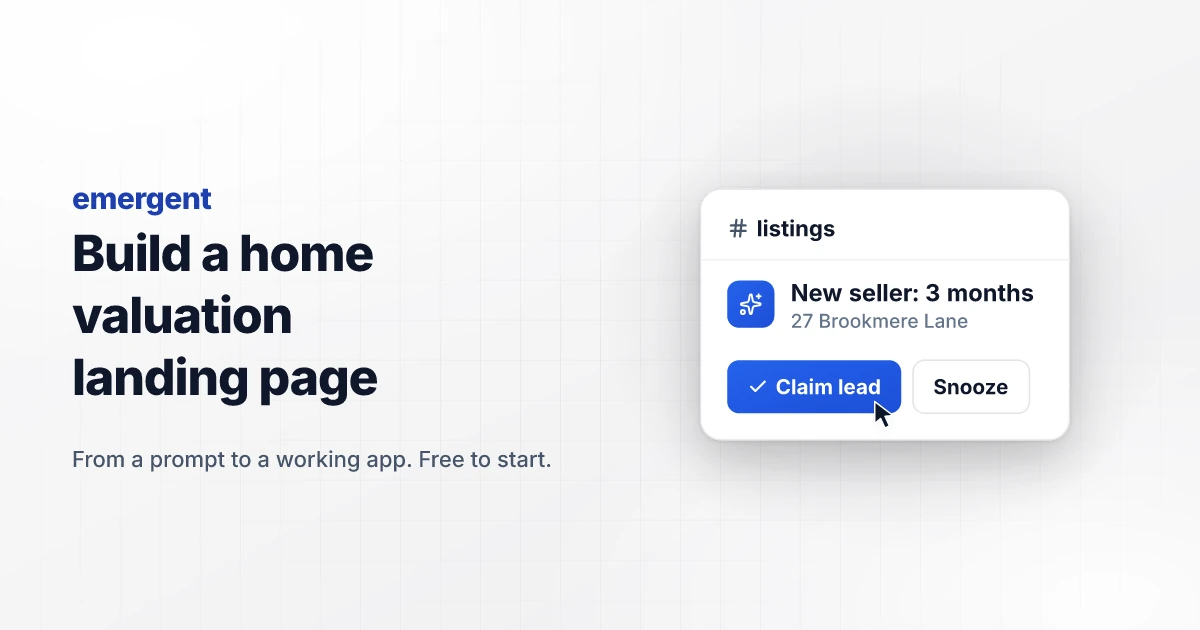 emergent
Build a home
valuation
landing page
From a prompt to a working app. Free to start.
# listings
New seller: 3 months
27 Brookmere Lane
Claim lead
Snooze